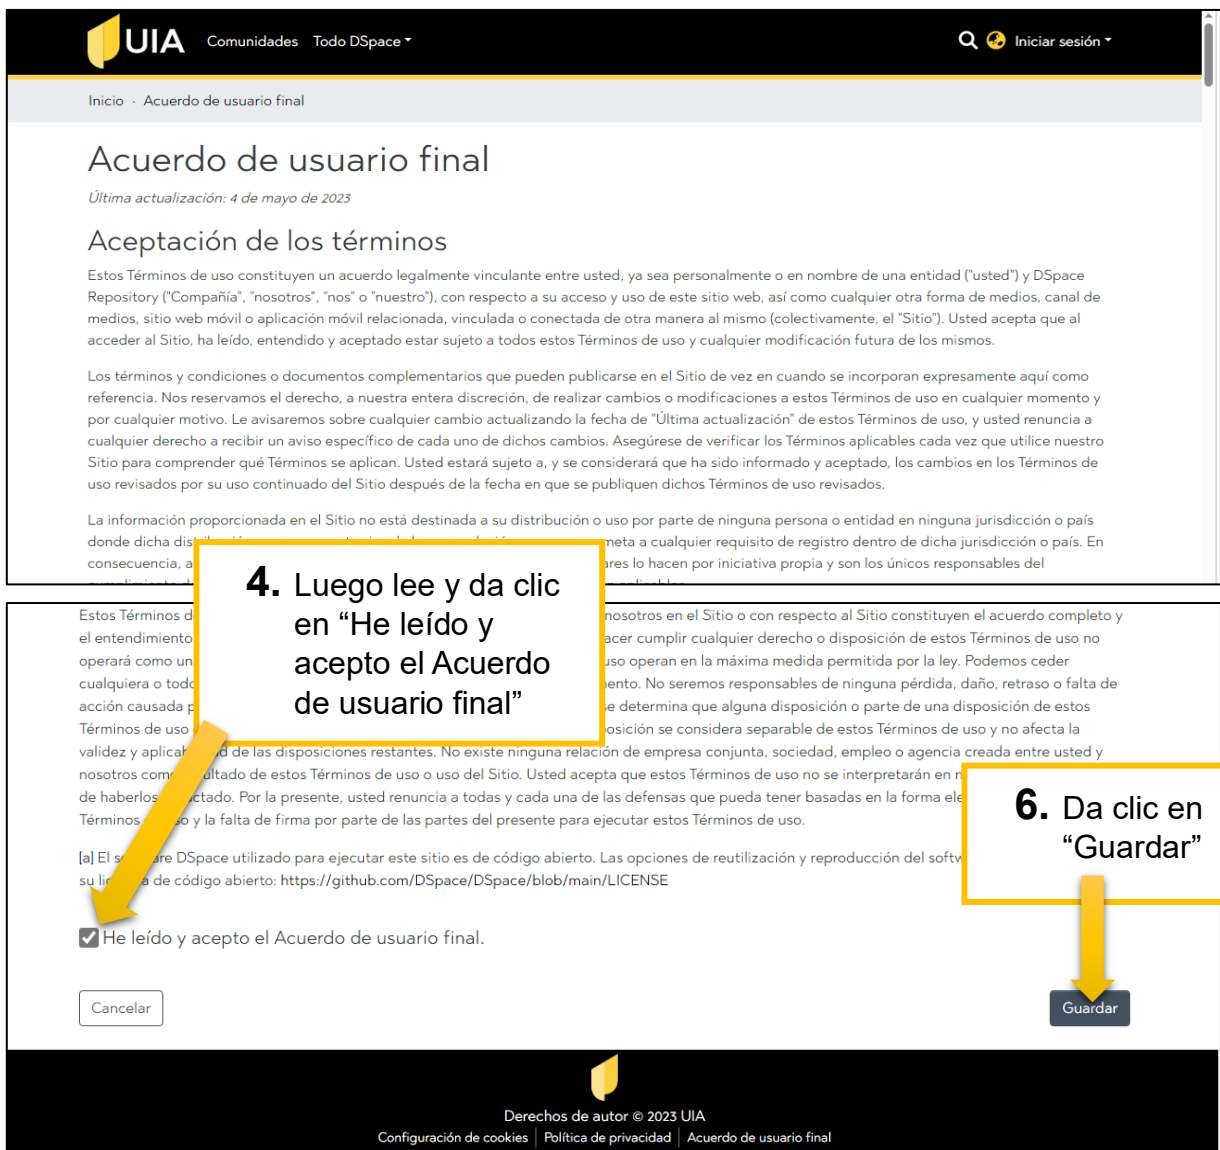 UIA Comunidades Todo DSpace Iniciar sesión
Inicio · Acuerdo de usuario final
Acuerdo de usuario final
Última actualización: 4 de mayo de 2023
Aceptación de los términos
Estos Términos de uso constituyen un acuerdo legalmente vinculante entre usted, ya sea personalmente o en nombre de una entidad ("usted") y DSpace
Repository ("Compañía", "nosotros", "nos" o "nuestro"), con respecto a su acceso y uso de este sitio web, así como cualquier otra forma de medios, canal de
medios, sitio web móvil o aplicación móvil relacionada, vinculada o conectada de otra manera al mismo (colectivamente, el "Sitio"). Usted acepta que al
acceder al Sitio, ha leído, entendido y aceptado estar sujeto a todos estos Términos de uso y cualquier modificación futura de los mismos.
Los términos y condiciones o documentos complementarios que pueden publicarse en el Sitio de vez en cuando se incorporan expresamente aquí como
referencia. Nos reservamos el derecho, a nuestra entera discreción, de realizar cambios o modificaciones a estos Términos de uso en cualquier momento y
por cualquier motivo. Le avisaremos sobre cualquier cambio actualizando la fecha de "Última actualización" de estos Términos de uso, y usted renuncia a
cualquier derecho a recibir un aviso específico de cada uno de dichos cambios. Asegúrese de verificar los Términos aplicables cada vez que utilice nuestro
Sitio para comprender qué Términos se aplican. Usted estará sujeto a, y se considerará que ha sido informado y aceptado, los cambios en los Términos de
uso revisados por su uso continuado del Sitio después de la fecha en que se publiquen dichos Términos de uso revisados.
La información proporcionada en el Sitio no está destinada a su distribución o uso por parte de ninguna persona o entidad en ninguna jurisdicción o país
donde dicha meta a cualquier requisito de registro dentro de dicha jurisdicción o país. En
consecuencia, a res lo hacen por iniciativa propia y son los únicos responsables del
4. Luego lee y da clic
en “He leído y
acepto el Acuerdo
de usuario final”
Estos Términos d nosotros en el Sitio o con respecto al Sitio constituyen el acuerdo completo y
el entendimiento acer cumplir cualquier derecho o disposición de estos Términos de uso no
operará como un uso operan en la máxima medida permitida por la ley. Podemos ceder
cualquiera o todo ento. No seremos responsables de ninguna pérdida, daño, retraso o falta de
acción causada p se determina que alguna disposición o parte de una disposición de estos
Términos de uso posición se considera separable de estos Términos de uso y no afecta la
validez y aplicab d de las disposiciones restantes. No existe ninguna relación de empresa conjunta, sociedad, empleo o agencia creada entre usted y
nosotros com ultado de estos Términos de uso o uso del Sitio. Usted acepta que estos Términos de uso no se interpretarán en
de haberlos ctado. Por la presente, usted renuncia a todas y cada una de las defensas que pueda tener basadas en la forma ele
Términos so y la falta de firma por parte de las partes del presente para ejecutar estos Términos de uso.
6. Da clic en
“Guardar”
[a] El s re DSpace utilizado para ejecutar este sitio es de código abierto. Las opciones de reutilización y reproducción del softw
su lic a de código abierto: https://github.com/DSpace/DSpace/blob/main/LICENSE
He leído y acepto el Acuerdo de usuario final.
Cancelar Guardar
Derechos de autor © 2023 UIA
Configuración de cookies Política de privacidad Acuerdo de usuario final